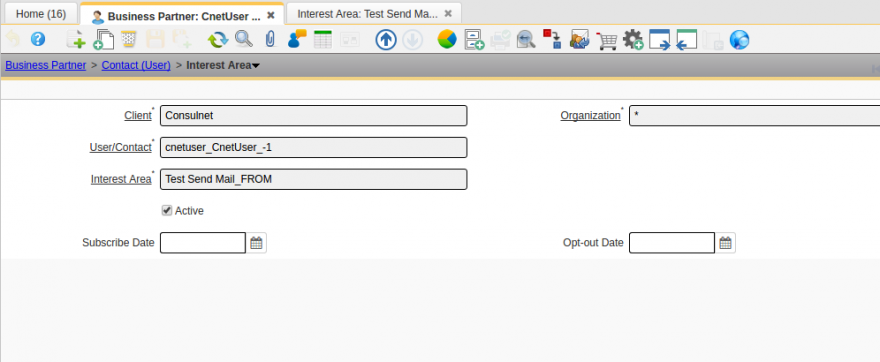 Home (16) Business Partner: CnetUser ... Interest Area: Test Send Ma...
Business Partner > Contact (User) > Interest Area
Client* Consulnet Organization* *
User/Contact* cnetuser_CnetUser_-1
Interest Area* Test Send Mail_FROM
Active
Subscribe Date Opt-out Date